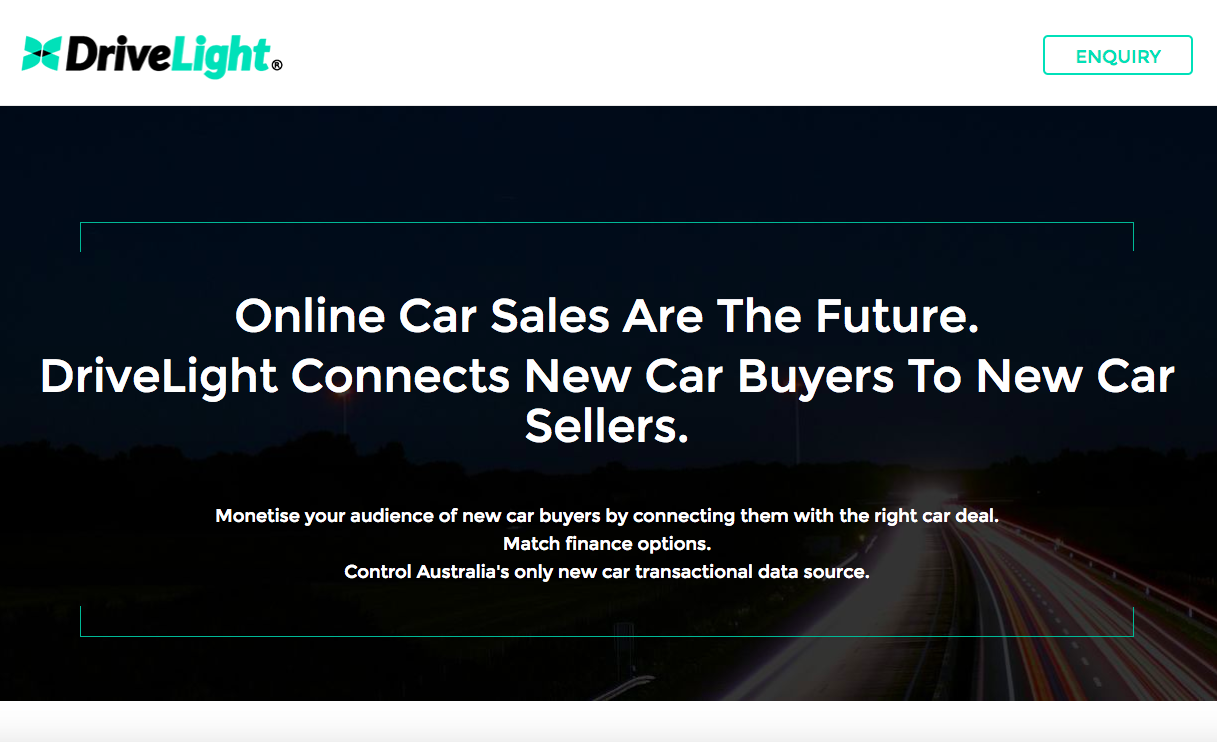 DriveLight®
ENQUIRY
Online Car Sales Are The Future.
DriveLight Connects New Car Buyers To New Car
Sellers.
Monetise your audience of new car buyers by connecting them with the right car deal.
Match finance options.
Control Australia's only new car transactional data source.